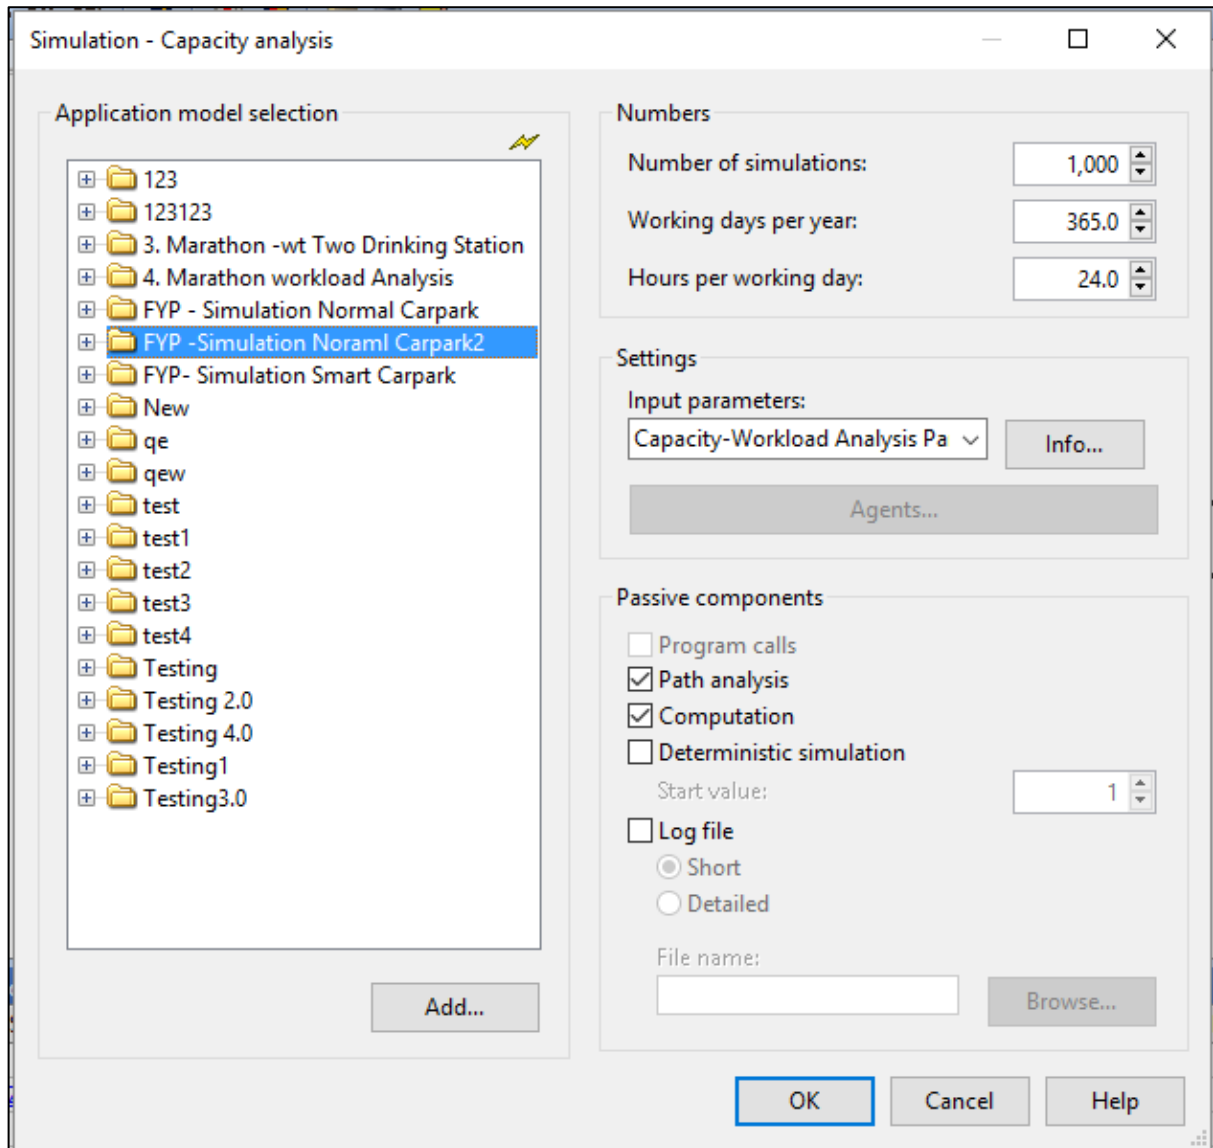 Simulation - Capacity analysis
Application model selection
123
123123
3. Marathon -wt Two Drinking Station
4. Marathon workload Analysis
FYP - Simulation Normal Carpark
FYP -Simulation Noraml Carpark2
FYP- Simulation Smart Carpark
New
qe
qew
test
test1
test2
test3
test4
Testing
Testing 2.0
Testing 4.0
Testing1
Testing3.0
Add...
Numbers
Number of simulations: 1,000
Working days per year: 365.0
Hours per working day: 24.0
Settings
Input parameters:
Capacity-Workload Analysis Pa
Info...
Agents...
Passive components
Program calls
Path analysis
Computation
Deterministic simulation
Start value: 1
Log file
Short
Detailed
File name:
Browse...
OK Cancel Help